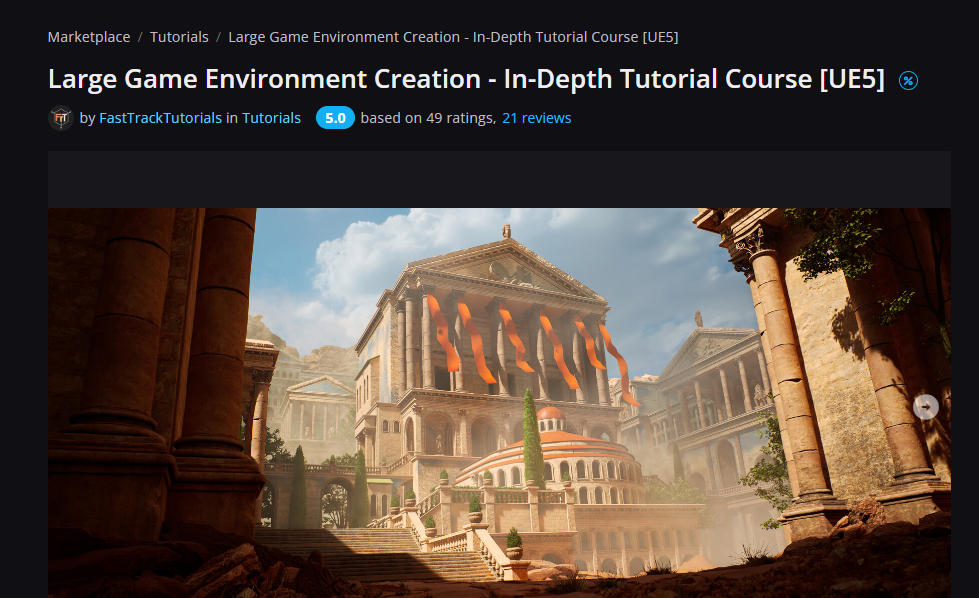 Marketplace / Tutorials / Large Game Environment Creation - In-Depth Tutorial Course [UE5]
Large Game Environment Creation - In-Depth Tutorial Course [UE5] %
FTT by FastTrackTutorials in Tutorials 5.0 based on 49 ratings, 21 reviews